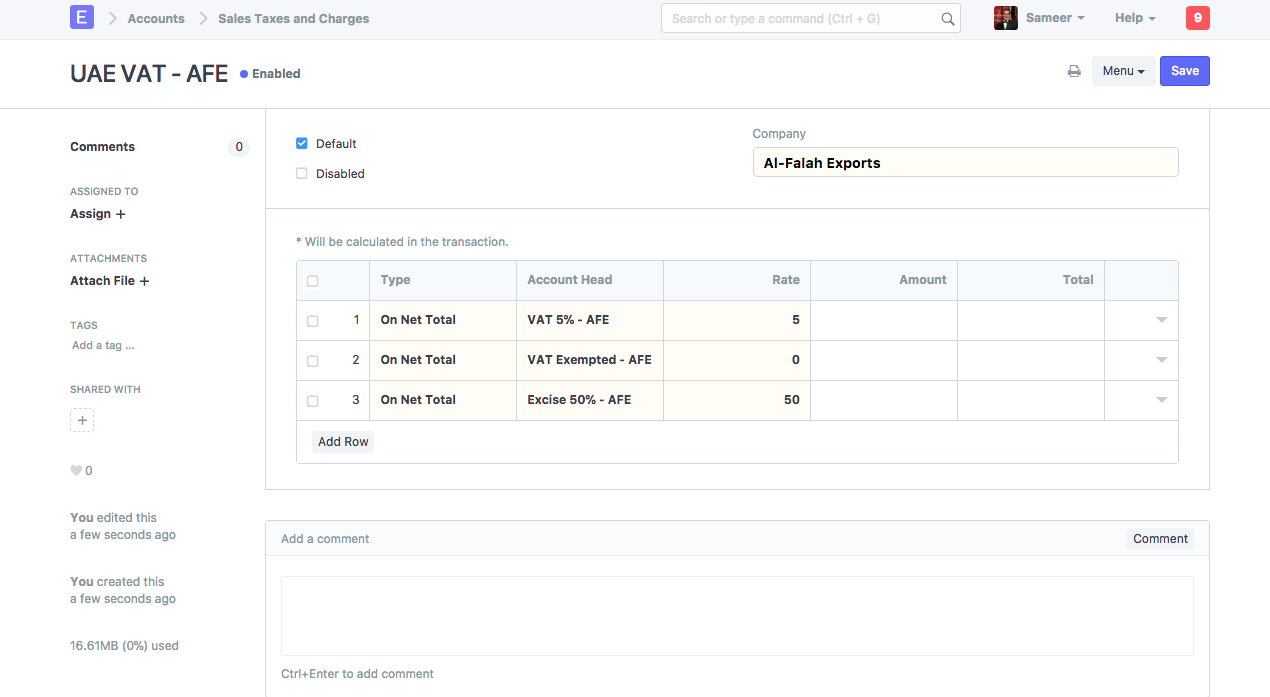 E Accounts Sales Taxes and Charges Search or type a command (Ctrl + G) Sameer Help 9
UAE VAT - AFE Enabled Menu Save
Comments 0
ASSIGNED TO
Assign +
ATTACHMENTS
Attach File +
TAGS
Add a tag ...
SHARED WITH
+
0
You edited this
a few seconds ago
You created this
a few seconds ago
16.61MB (0%) used
Default
Disabled
Company
Al-Falah Exports
* Will be calculated in the transaction.
Type Account Head Rate Amount Total
1 On Net Total VAT 5% - AFE 5
2 On Net Total VAT Exempted - AFE 0
3 On Net Total Excise 50% - AFE 50
Add Row
Add a comment Comment
Ctrl+Enter to add comment